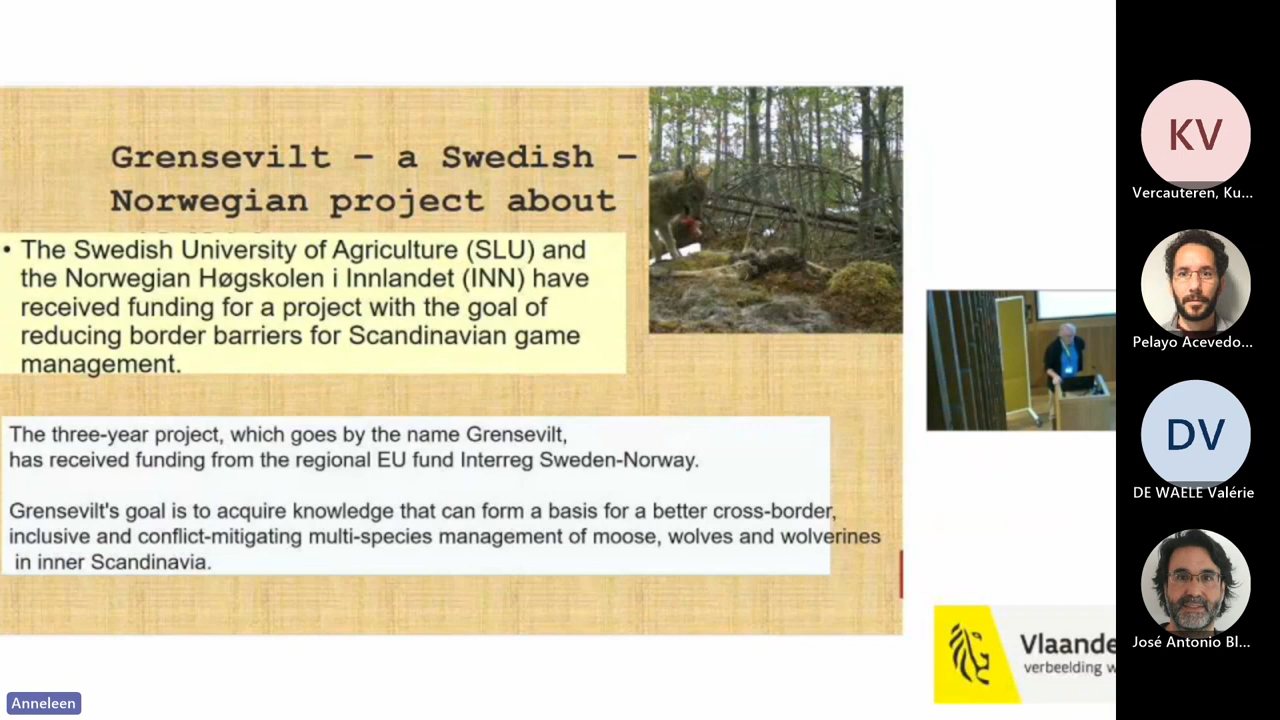 Grensevilt – a Swedish –
Norwegian project about
• The Swedish University of Agriculture (SLU) and
the Norwegian Høgskolen i Innlandet (INN) have
received funding for a project with the goal of
reducing border barriers for Scandinavian game
management.
The three-year project, which goes by the name Grensevilt,
has received funding from the regional EU fund Interreg Sweden-Norway.
Grensevilt's goal is to acquire knowledge that can form a basis for a better cross-border,
inclusive and conflict-mitigating multi-species management of moose, wolves and wolverines
in inner Scandinavia.
Vlaande
verbeelding w
Anneleen
KV
Vercauteren, Ku...
Pelayo Acevedo...
DV
DE WAELE Valérie
José Antonio Bl...